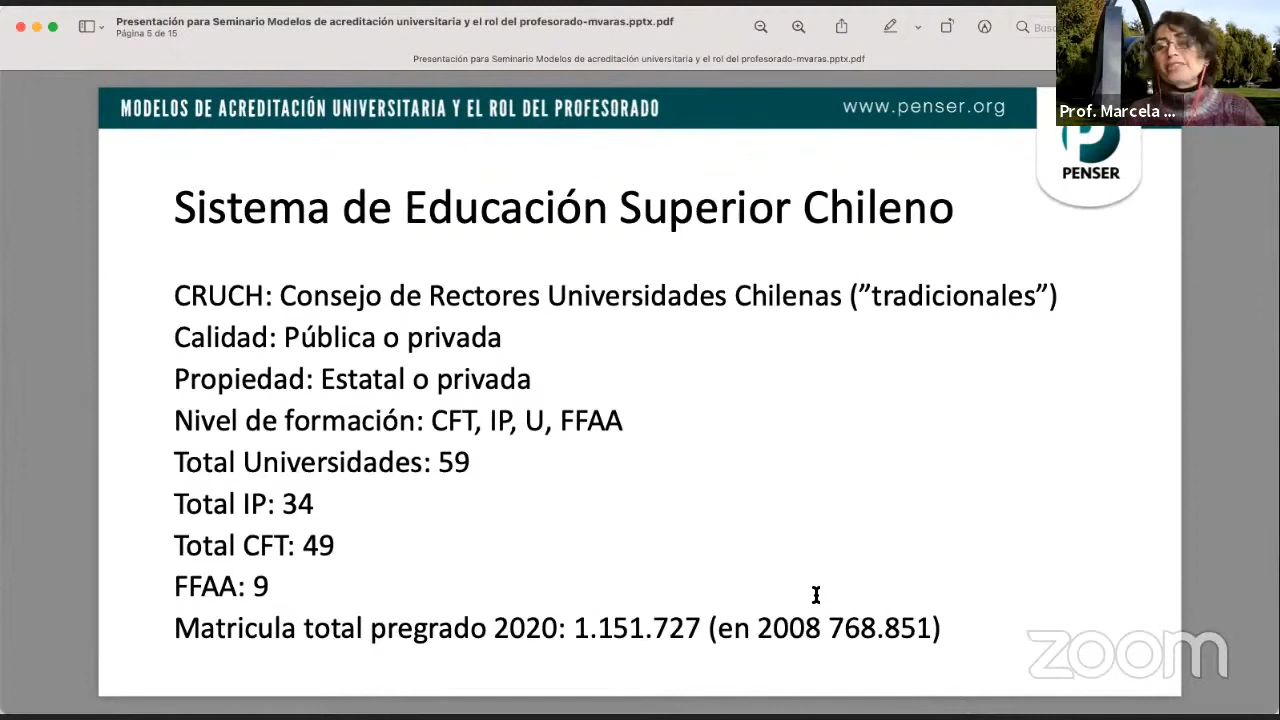 Presentación para Seminario Modelos de acreditación universitaria y el rol del profesorado-mvaras.pptx.pdf
Página 5 de 15
Busc
Presentación para Seminario Modelos de acreditación universitaria y el rol del profesorado-mvaras.pptx.pdf
Prof. Marcela ...
MODELOS DE ACREDITACIÓN UNIVERSITARIA Y EL ROL DEL PROFESORADO
www.penser.org
PENSER
Sistema de Educación Superior Chileno
CRUCH: Consejo de Rectores Universidades Chilenas (”tradicionales”)
Calidad: Pública o privada
Propiedad: Estatal o privada
Nivel de formación: CFT, IP, U, FFAA
Total Universidades: 59
Total IP: 34
Total CFT: 49
FFAA: 9
Matricula total pregrado 2020: 1.151.727 (en 2008 768.851)
zoom